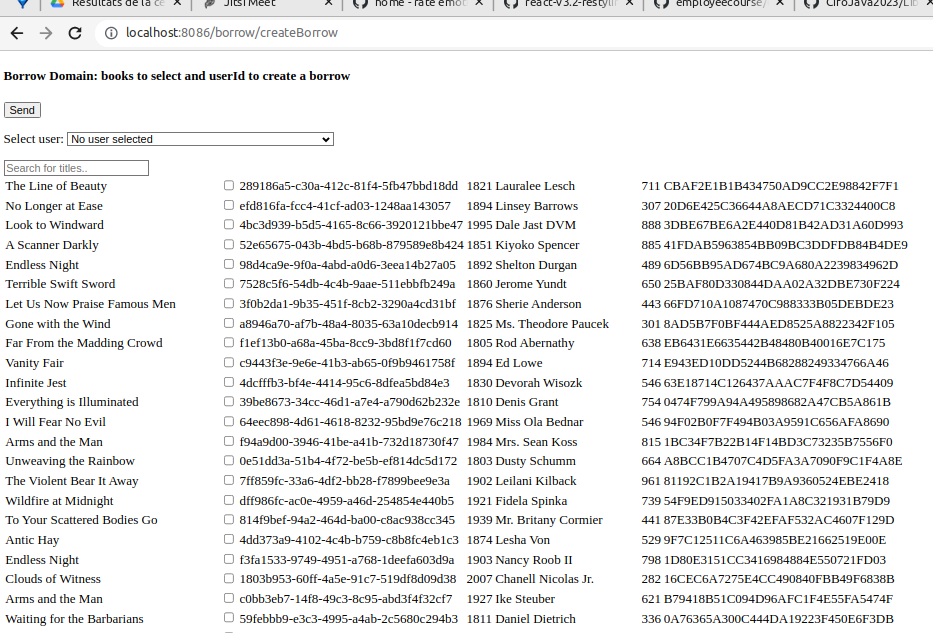 Resultats de la ce
Jitsi Meet
home - rate emot
react-v3.2-restylin
employeecourse/
CiroJava2023/Lib
localhost:8086/borrow/createBorrow
Borrow Domain: books to select and userId to create a borrow
Send
Select user: No user selected
Search for titles..
The Line of Beauty 289186a5-c30a-412c-81f4-5fb47bbd18dd 1821 Lauralee Lesch 711 CBAF2E1B1B434750AD9CC2E98842F7F1
No Longer at Ease efd816fa-fcc4-41cf-ad03-1248aa143057 1894 Linsey Barrows 307 20D6E425C36644A8AECD71C3324400C8
Look to Windward 4bc3d939-b5d5-4165-8c66-3920121bbe47 1995 Dale Jast DVM 888 3DBE67BE6A2E440D81B42AD31A60D993
A Scanner Darkly 52e65675-043b-4bd5-b68b-879589e8b424 1851 Kiyoko Spencer 885 41FDAB5963854BB09BC3DDFDB84B4DE9
Endless Night 98d4ca9e-9f0a-4abd-a0d6-3eea14b27a05 1892 Shelton Durgan 489 6D56BB95AD674BC9A680A2239834962D
Terrible Swift Sword 7528c5f6-54db-4c4b-9aae-511ebbfb249a 1860 Jerome Yundt 650 25BAF80D330844DAA02A32DBE730F224
Let Us Now Praise Famous Men 3f0b2da1-9b35-451f-8cb2-3290a4cd31bf 1876 Sherie Anderson 443 66FD710A1087470C988333B05DEBDE23
Gone with the Wind a8946a70-af7b-48a4-8035-63a10decb914 1825 Ms. Theodore Paucek 301 8AD5B7F0BF444AED8525A8822342F105
Far From the Madding Crowd f1ef13b0-a68a-45ba-8cc9-3bd8f1f7cd60 1805 Rod Abernathy 638 EB6431E6635442B48480B40016E7C175
Vanity Fair c9443f3e-9e6e-41b3-ab65-0f9b9461758f 1894 Ed Lowe 714 E943ED10DD5244B68288249334766A46
Infinite Jest 4dcfffb3-bf4e-4414-95c6-8dfea5bd84e3 1830 Devorah Wisozk 546 63E18714C126437AAAC7F4F8C7D54409
Everything is Illuminated 39be8673-34cc-46d1-a7e4-a790d62b232e 1810 Denis Grant 754 0474F799A94A495898682A47CB5A861B
I Will Fear No Evil 64eec898-4d61-4618-8232-95bd9e76c218 1969 Miss Ola Bednar 546 94F02B0F7F494B03A9591C656AFA8690
Arms and the Man f94a9d00-3946-41be-a41b-732d18730f47 1984 Mrs. Sean Koss 815 1BC34F7B22B14F14BD3C73235B7556F0
Unweaving the Rainbow 0e51dd3a-51b4-4f72-be5b-ef814dc5d172 1803 Dusty Schumm 664 A8BCC1B4707C4D5FA3A7090F9C1F4A8E
The Violent Bear It Away 7ff859fc-33a6-4df2-bb28-f7899bee9e3a 1902 Leilani Kilback 961 81192C1B2A19417B9A9360524EBE2418
Wildfire at Midnight dff986fc-ac0e-4959-a46d-254854e440b5 1921 Fidela Spinka 739 54F9ED915033402FA1A8C321931B79D9
To Your Scattered Bodies Go 814f9bef-94a2-464d-ba00-c8ac938cc345 1939 Mr. Britany Cormier 441 87E33B0B4C3F42EFAF532AC4607F129D
Antic Hay 4dd373a9-4102-4c4b-b759-c8b8fc4eb1c3 1874 Lesha Von 529 9F7C12511C6A463985BE21662519E00E
Endless Night f3fa1533-9749-4951-a768-1deefa603d9a 1903 Nancy Roob II 798 1D80E3151CC3416984884E550721FD03
Clouds of Witness 1803b953-60ff-4a5e-91c7-519df8d09d38 2007 Chanell Nicolas Jr. 282 16CEC6A7275E4CC490840FBB49F6838B
Arms and the Man c0bb3eb7-14f8-49c3-8c95-abd3f4f32cf7 1927 Ike Steuber 621 B79418B51C094D96AFC1F4E55FA5474F
Waiting for the Barbarians 59febbb9-e3c3-4995-a4ab-2c5680c294b3 1811 Daniel Dietrich 336 0A76365A300C444DA19223F450E6F3DB